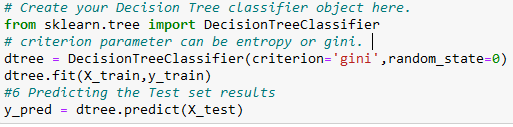 # Create your Decision Tree classifier object here.
from sklearn.tree import DecisionTreeClassifier
# criterion parameter can be entropy or gini.
dtree = DecisionTreeClassifier(criterion='gini',random_state=0)
dtree.fit(X_train,y_train)
#6 Predicting the Test set results
y_pred = dtree.predict(X_test)